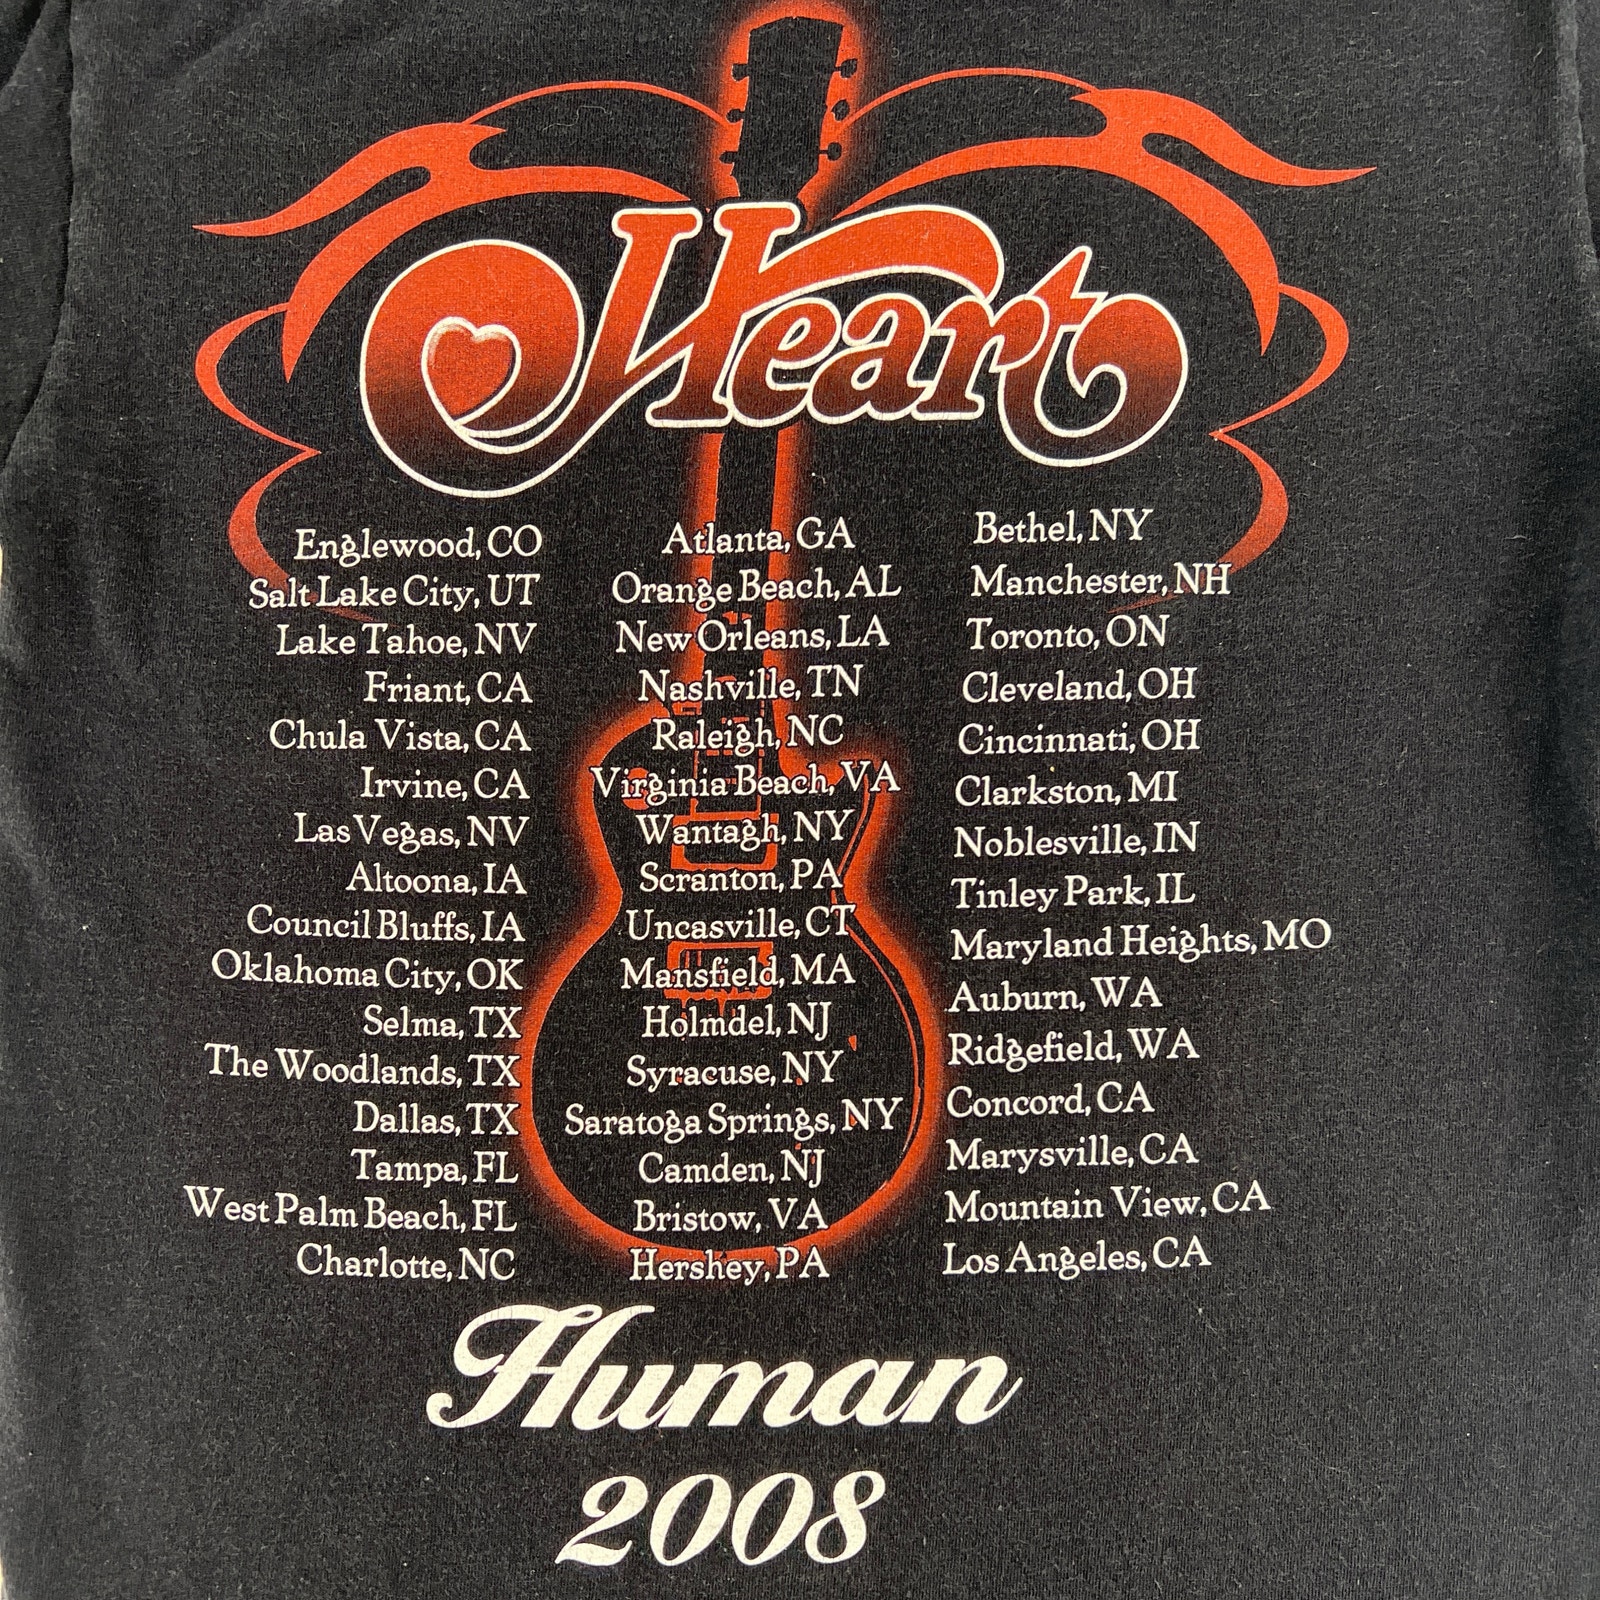 Heart
Englewood, CO
Salt Lake City, UT
Lake Tahoe, NV
Friant, CA
Chula Vista, CA
Irvine, CA
Las Vegas, NV
Altoona, IA
Council Bluffs, IA
Oklahoma City, OK
Selma, TX
The Woodlands, TX
Dallas, TX
Tampa, FL
West Palm Beach, FL
Charlotte, NC
Atlanta, GA
Orange Beach, AL
New Orleans, LA
Nashville, TN
Raleigh, NC
Virginia Beach, VA
Wantagh, NY
Scranton, PA
Uncasville, CT
Mansfield, MA
Holmdel, NJ
Syracuse, NY
Saratoga Springs, NY
Camden, NJ
Bristow, VA
Hershey, PA
Bethel, NY
Manchester, NH
Toronto, ON
Cleveland, OH
Cincinnati, OH
Clarkston, MI
Noblesville, IN
Tinley Park, IL
Maryland Heights, MO
Auburn, WA
Ridgefield, WA
Concord, CA
Marysville, CA
Mountain View, CA
Los Angeles, CA
Human
2008